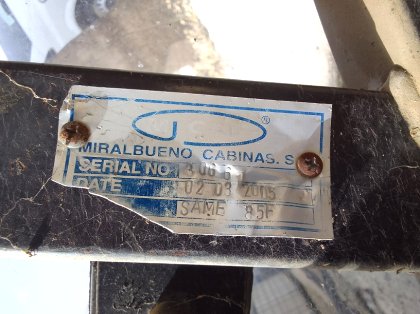 ®
MIRALBUENO CABINAS. S
SERIAL NO
DATE 02 03 2005
SAME 85F